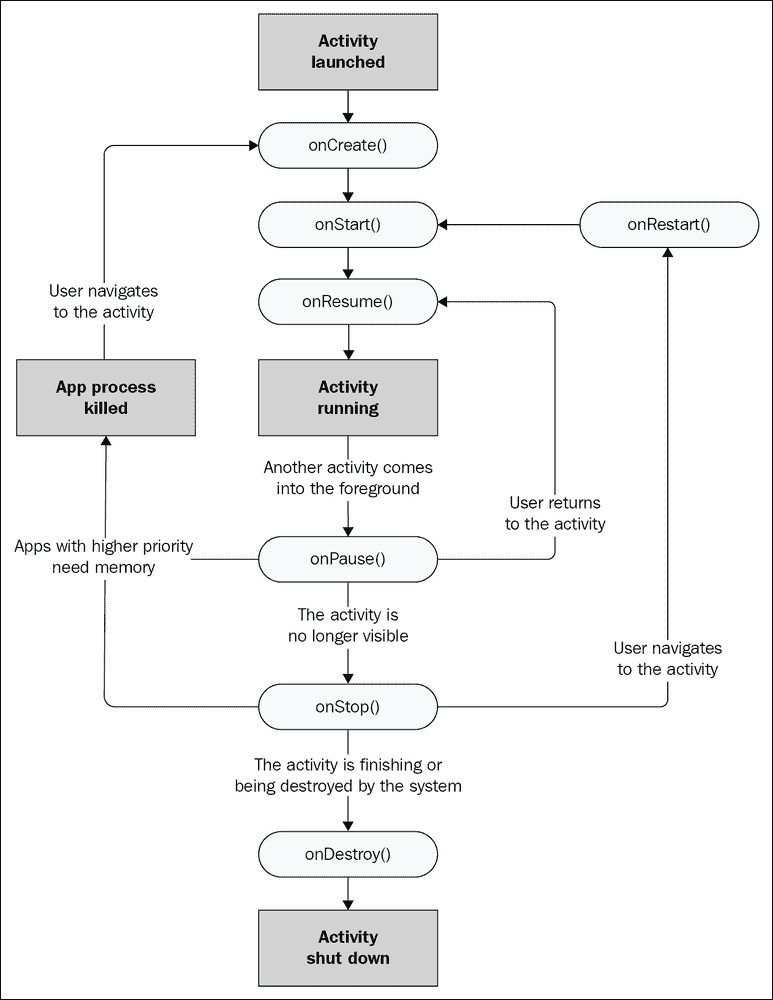 Activity
launched
onCreate()
onStart()
onRestart()
User navigates
to the activity
onResume()
App process
killed
Activity
running
Another activity comes
into the foreground
User returns
to the activity
Apps with higher priority
need memory
onPause()
The activity is
no longer visible
User navigates
to the activity
onStop()
The activity is finishing or
being destroyed by the system
onDestroy()
Activity
shut down